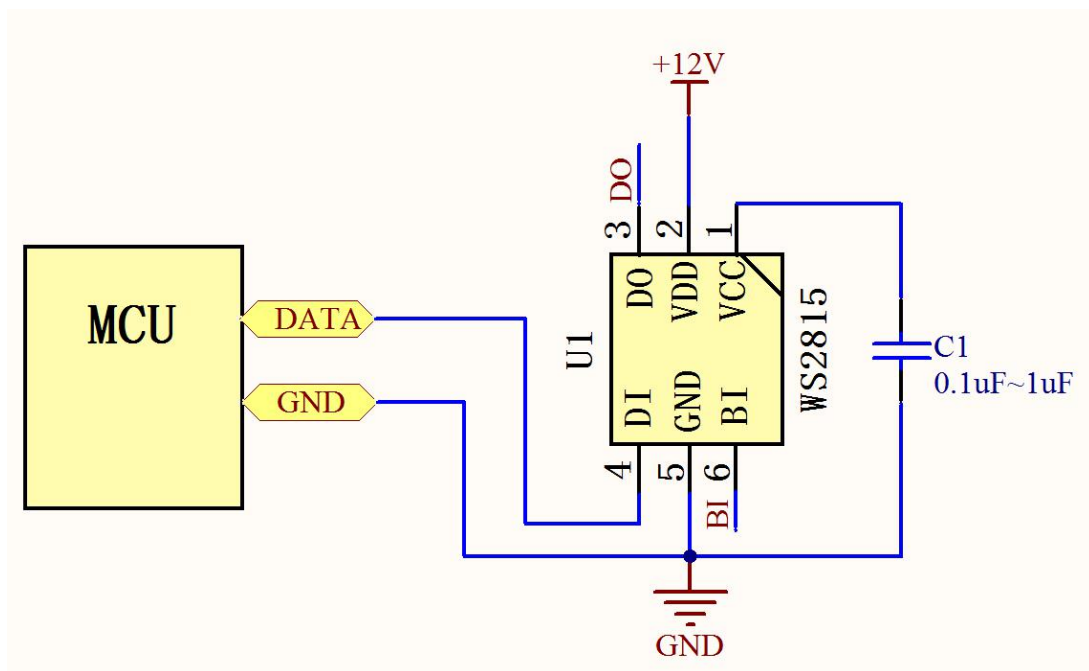 +12V
DO
3
2
1
DO
VDD
VCC
MCU
DATA
GND
U1
WS2815
C1
0.1uF~1uF
DI
GND
BI
4
5
6
BI
GND